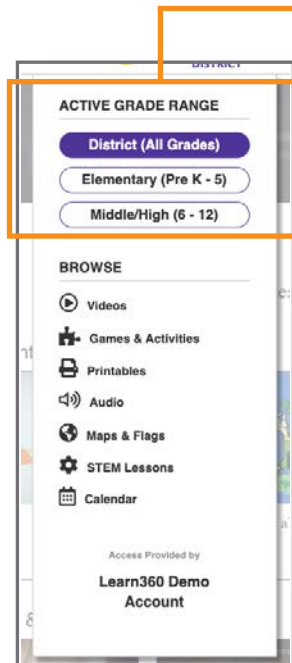 DISTRICT
ACTIVE GRADE RANGE
District (All Grades)
Elementary (Pre K - 5)
Middle/High (6 - 12)
BROWSE
Videos
Games & Activities
Printables
Audio
Maps & Flags
STEM Lessons
Calendar
Access Provided by
Learn360 Demo
Account